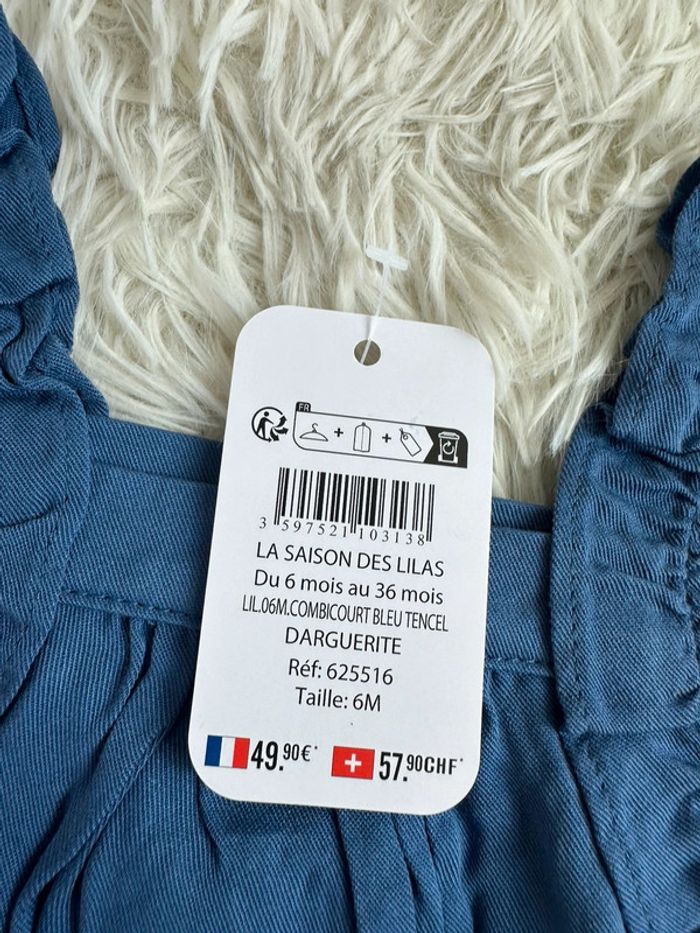 FR
3 597521 103138
LA SAISON DES LILAS
Du 6 mois au 36 mois
LIL.06M.COMBICOURT BLEU TENCEL
DARGUERITE
Réf: 625516
Taille: 6M
49.90€* 57.90CHF*